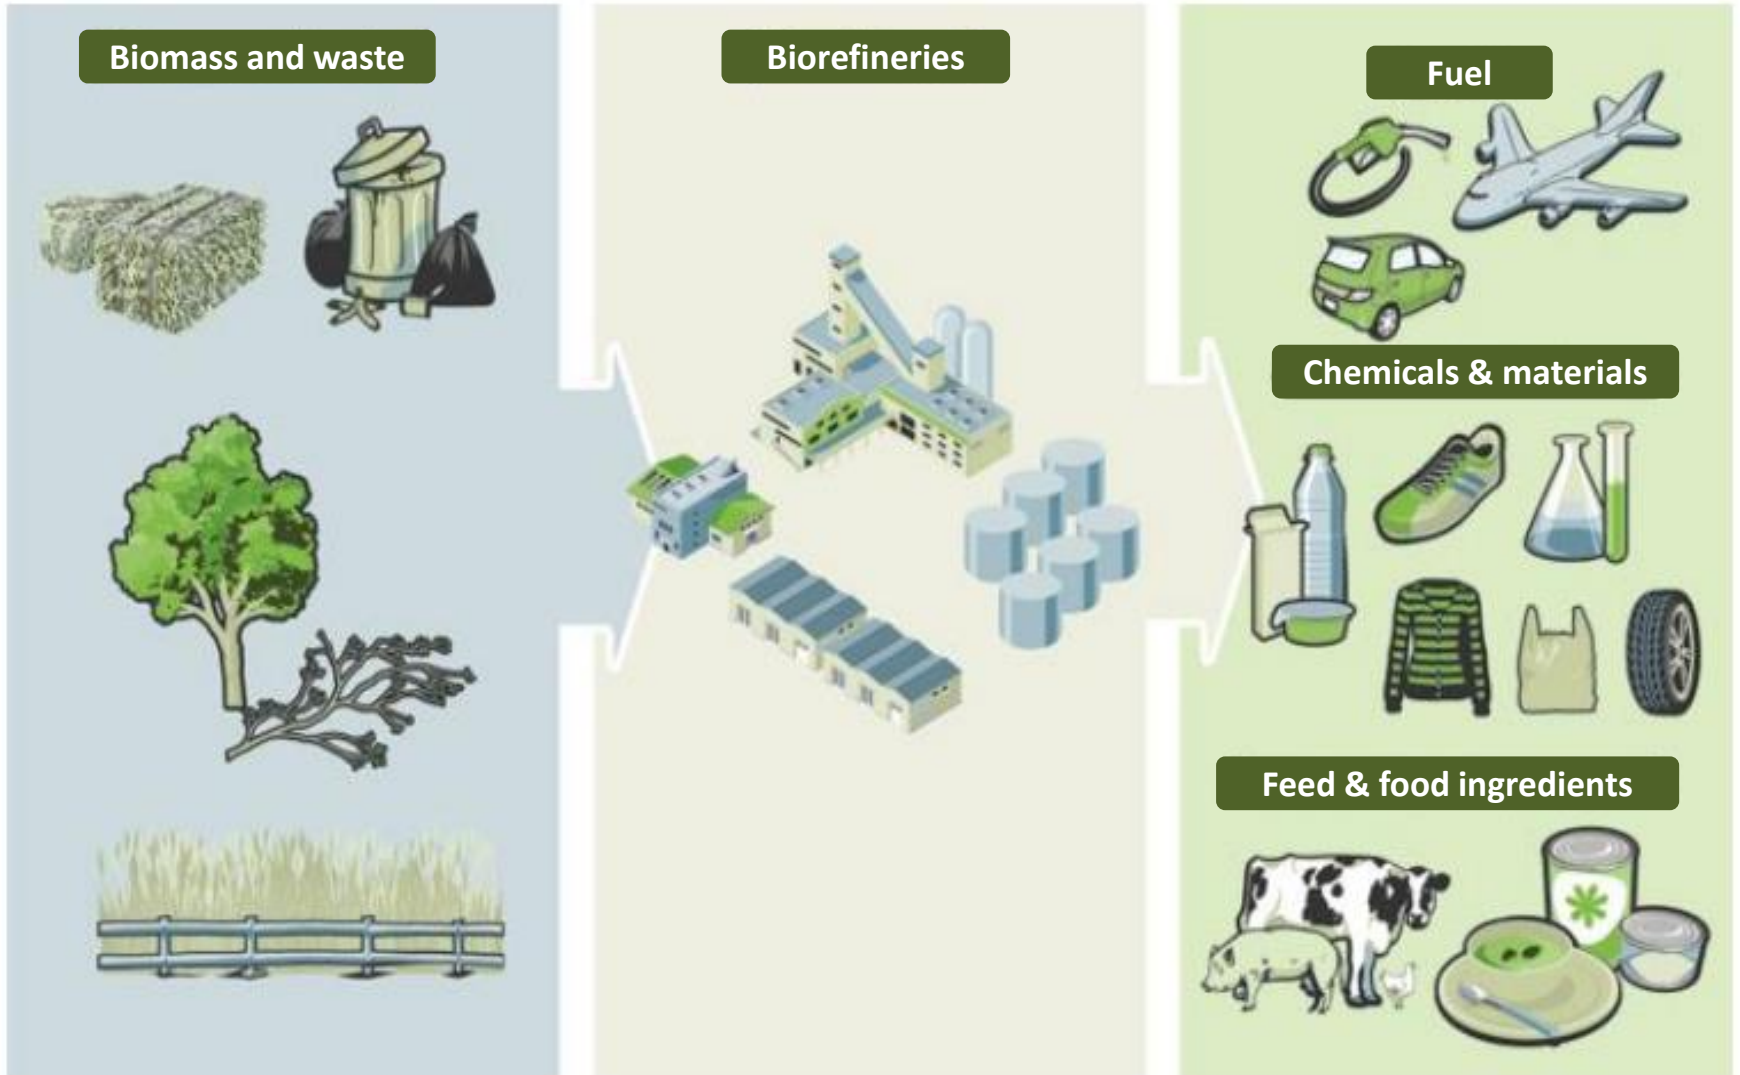 Biomass and waste
Biorefineries
Fuel
Chemicals & materials
Feed & food ingredients